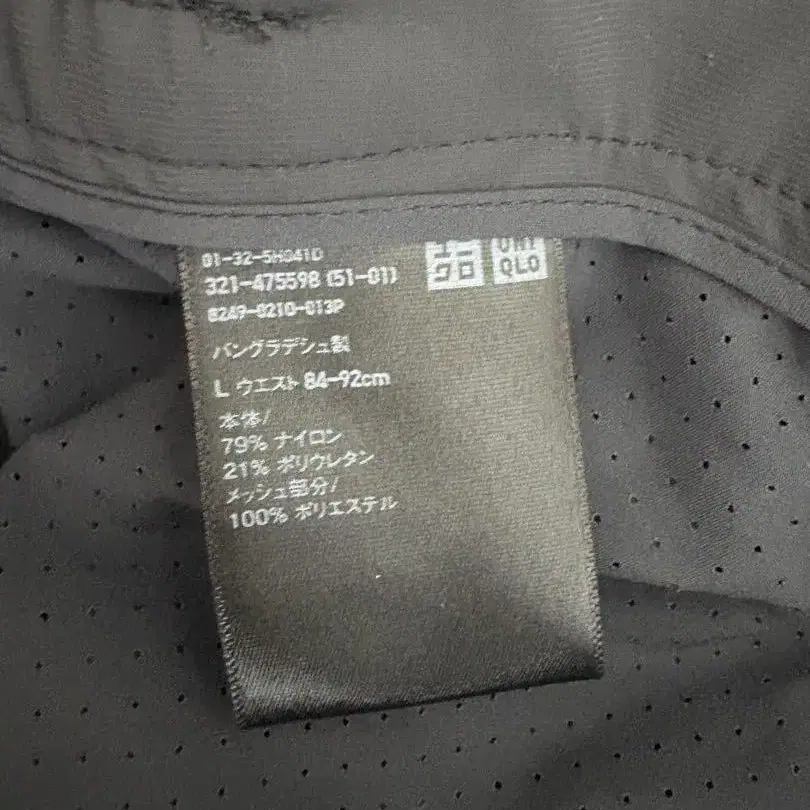 01-32-5H041D
UNI
QLO
321-475598 (51-01)
8249-0210-013P
バングラデシュ製
L ウエスト 84-92cm
本体/
79% ナイロン
21% ポリウレタン
メッシュ部分/
100% ポリエステル